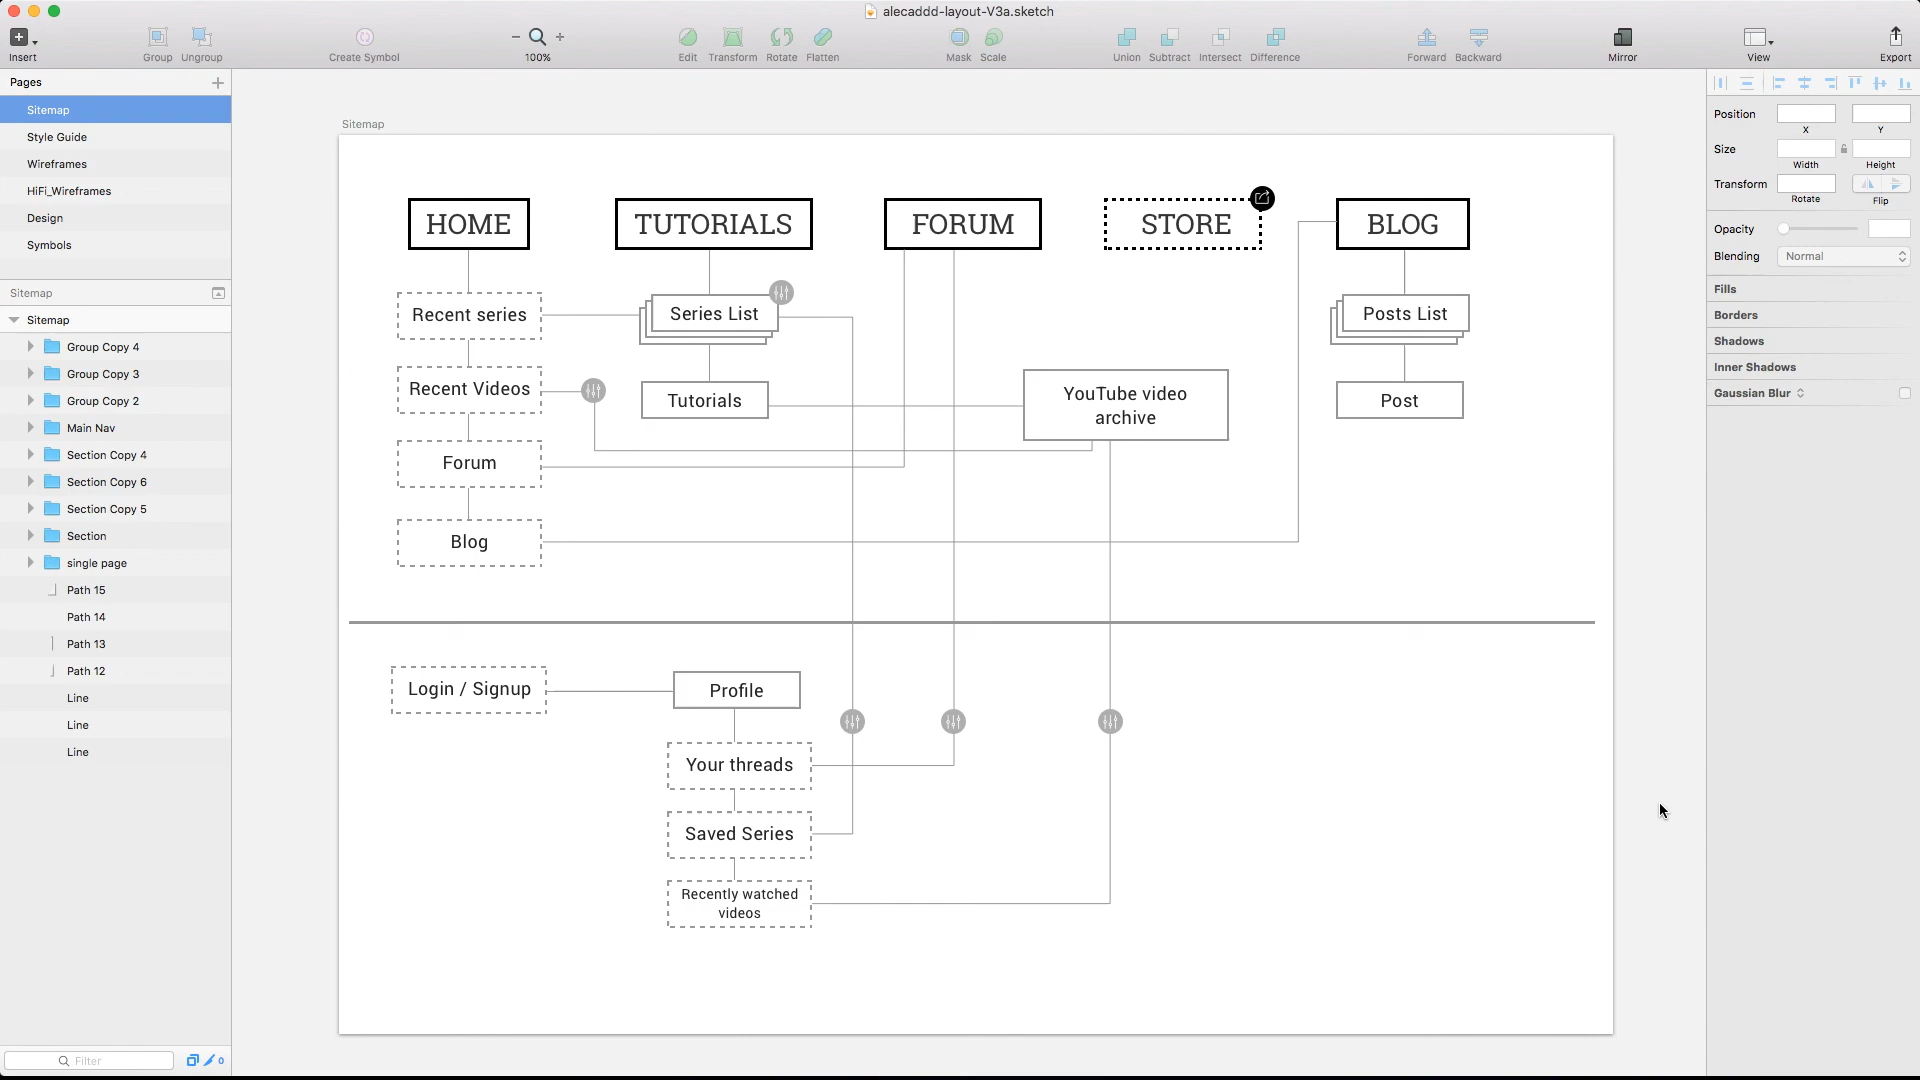 alecaddd-layout-V3a.sketch
Insert
Group
Ungroup
Create Symbol
100%
Edit
Transform
Rotate
Flatten
Mask
Scale
Union
Subtract
Intersect
Difference
Forward
Backward
Mirror
View
Export
Pages
Sitemap
Style Guide
Wireframes
HiFi_Wireframes
Design
Symbols
Sitemap
Sitemap
Group Copy 4
Group Copy 3
Group Copy 2
Main Nav
Section Copy 4
Section Copy 6
Section Copy 5
Section
single page
Path 15
Path 14
Path 13
Path 12
Line
Line
Line
Filter
0
Sitemap
HOME
TUTORIALS
FORUM
STORE
BLOG
Recent series
Series List
Posts List
Recent Videos
Tutorials
YouTube video
archive
Post
Forum
Blog
Login / Signup
Profile
Your threads
Saved Series
Recently watched
videos
Position
X
Y
Size
Width
Height
Transform
Rotate
Flip
Opacity
Blending
Normal
Fills
Borders
Shadows
Inner Shadows
Gaussian Blur